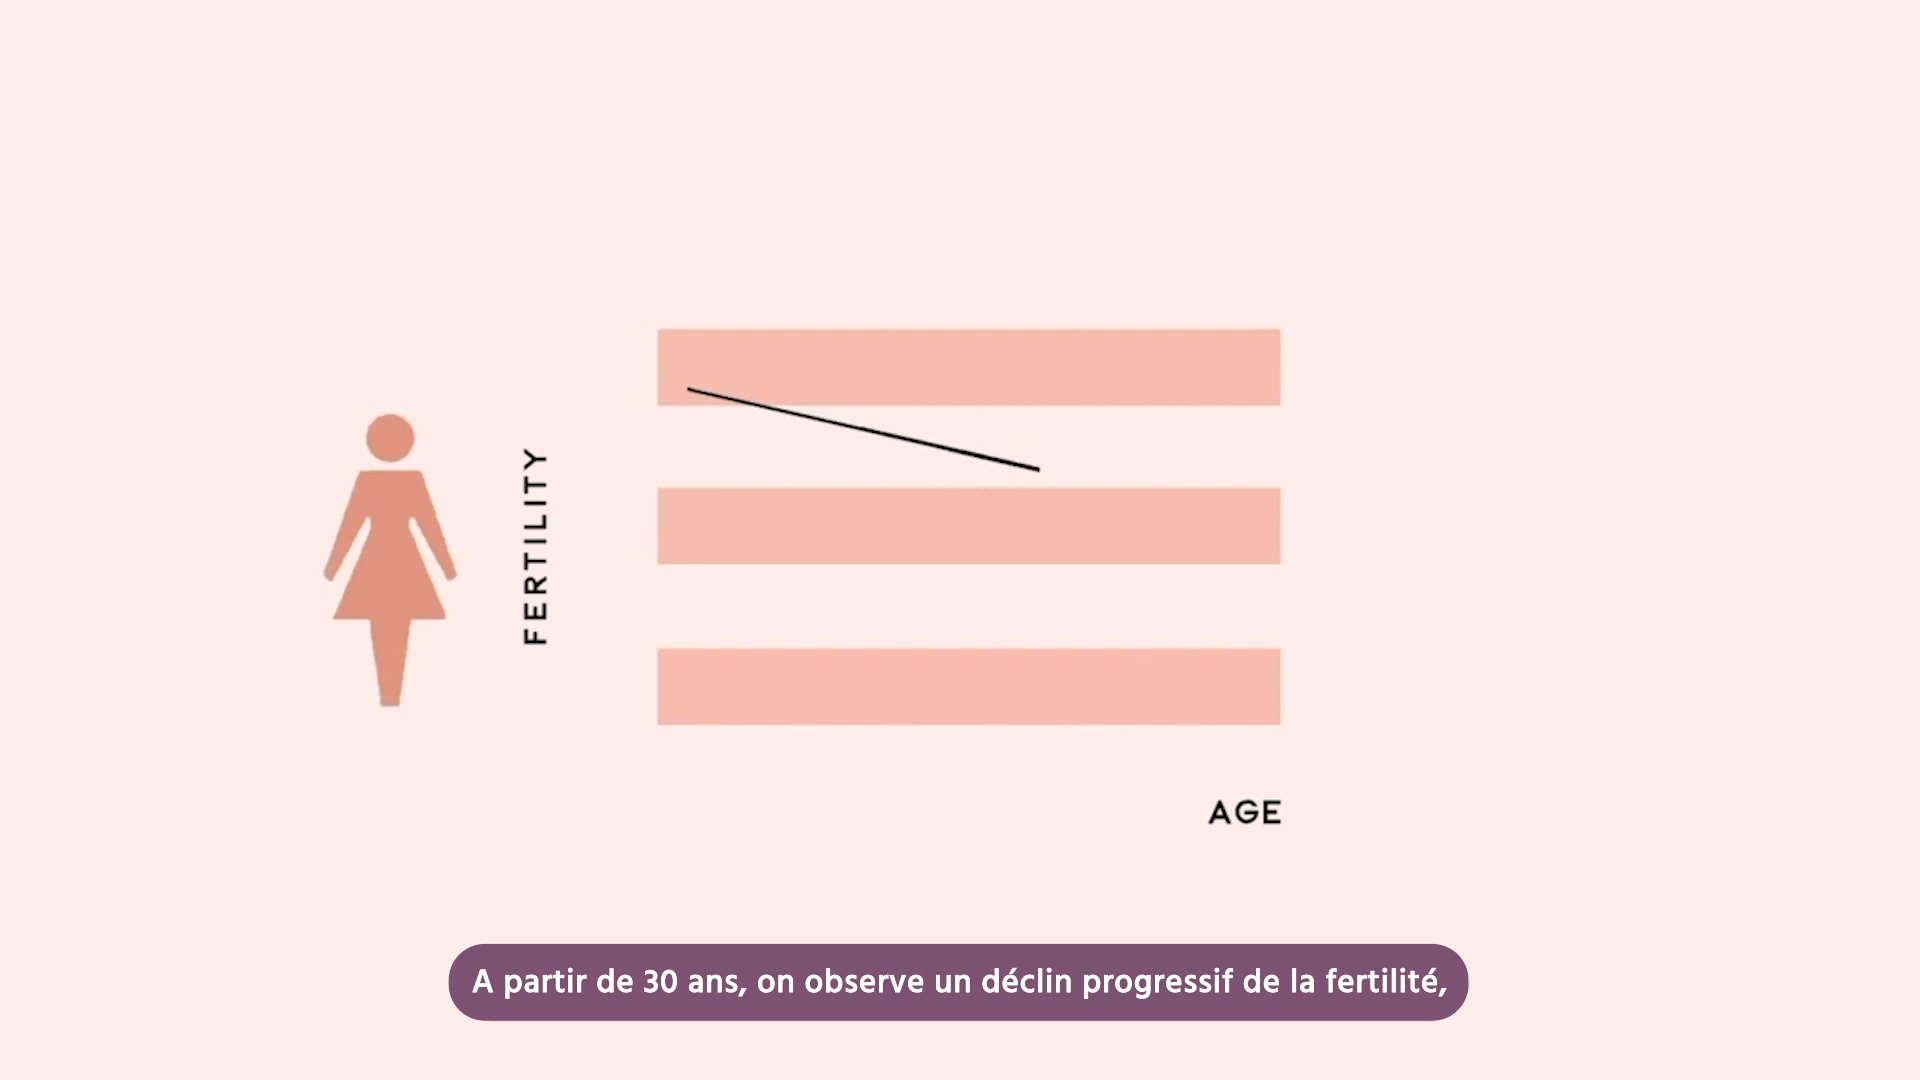 FERTILITY
AGE
A partir de 30 ans, on observe un déclin progressif de la fertilité,